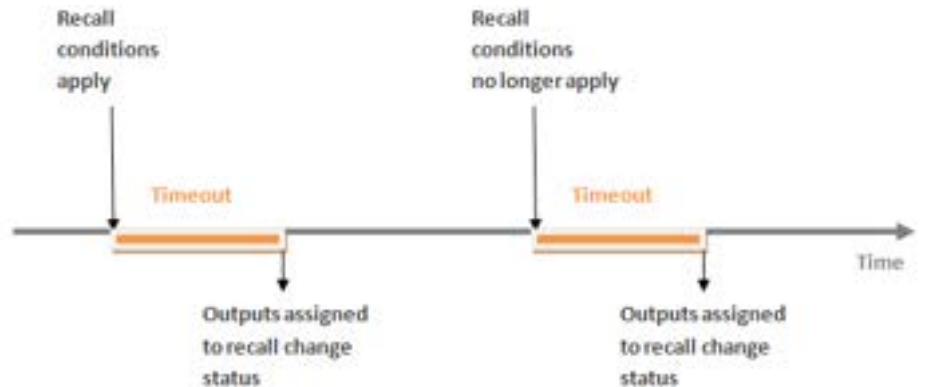 Recall
conditions
apply
Recall
conditions
no longer apply
Timeout
Timeout
Time
Outputs assigned
to recall change
status
Outputs assigned
to recall change
status